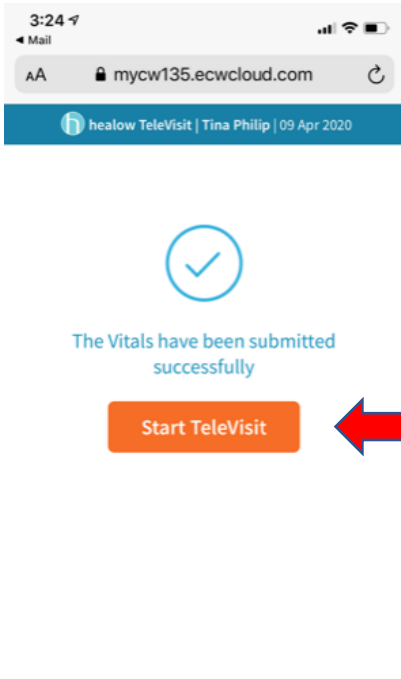 3:24
◀ Mail
AA mycw135.ecwcloud.com
h healow TeleVisit | Tina Philip | 09 Apr 2020
The Vitals have been submitted
successfully
Start TeleVisit